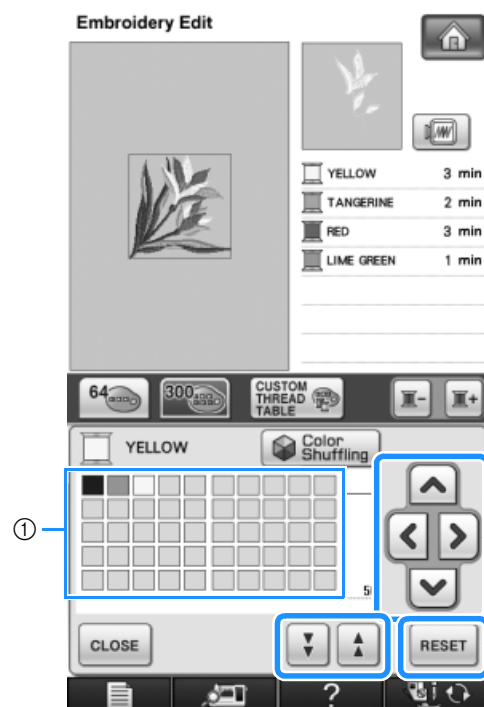 Embroidery Edit
YELLOW 3 min
TANGERINE 2 min
RED 3 min
LIME GREEN 1 min
64
300
CUSTOM
THREAD
TABLE
YELLOW
Color
Shuffling
①
CLOSE
RESET
?